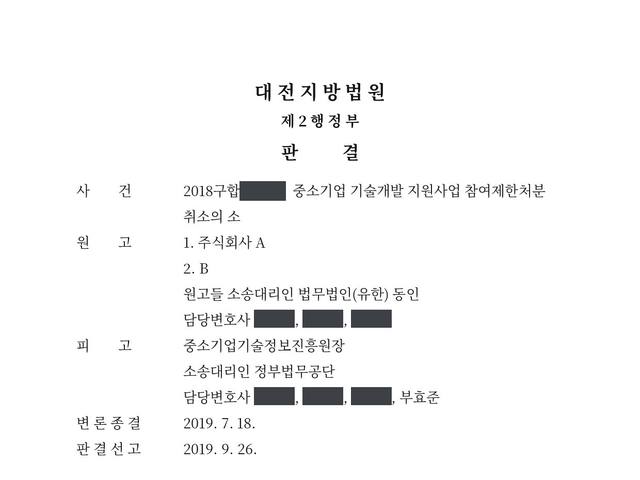 대전지방법원
제2행정부
판 결
사 건 2018구합 중소기업 기술개발 지원사업 참여제한처분
취소의 소
원 고 1. 주식회사 A
2. B
원고들 소송대리인 법무법인(유한) 동인
담당변호사 , ,
피 고 중소기업기술정보진흥원장
소송대리인 정부법무공단
담당변호사 , , , 부효준
변론종결 2019. 7. 18.
판결선고 2019. 9. 26.